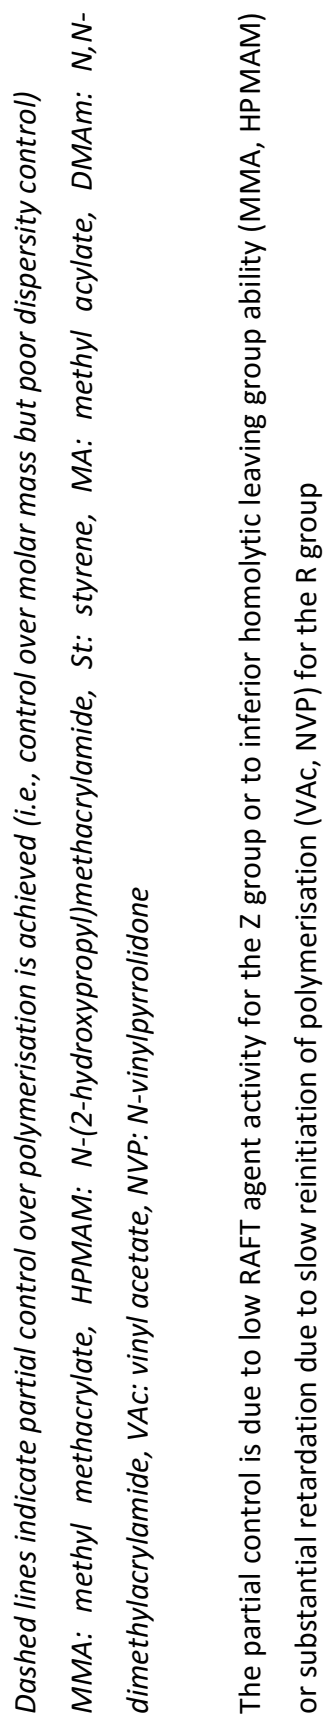 Dashed lines indicate partial control over polymerisation is achieved (i.e., control over molar mass but poor dispersity control)
MMA: methyl methacrylate, HPMAM: N-(2-hydroxypropyl)methacrylamide, St: styrene, MA: methyl acylate, DMAm: N,N-
dimethylacrylamide, VAc: vinyl acetate, NVP: N-vinylpyrrolidone
The partial control is due to low RAFT agent activity for the Z group or to inferior homolytic leaving group ability (MMA, HPMAM)
or substantial retardation due to slow reinitiation of polymerisation (VAc, NVP) for the R group